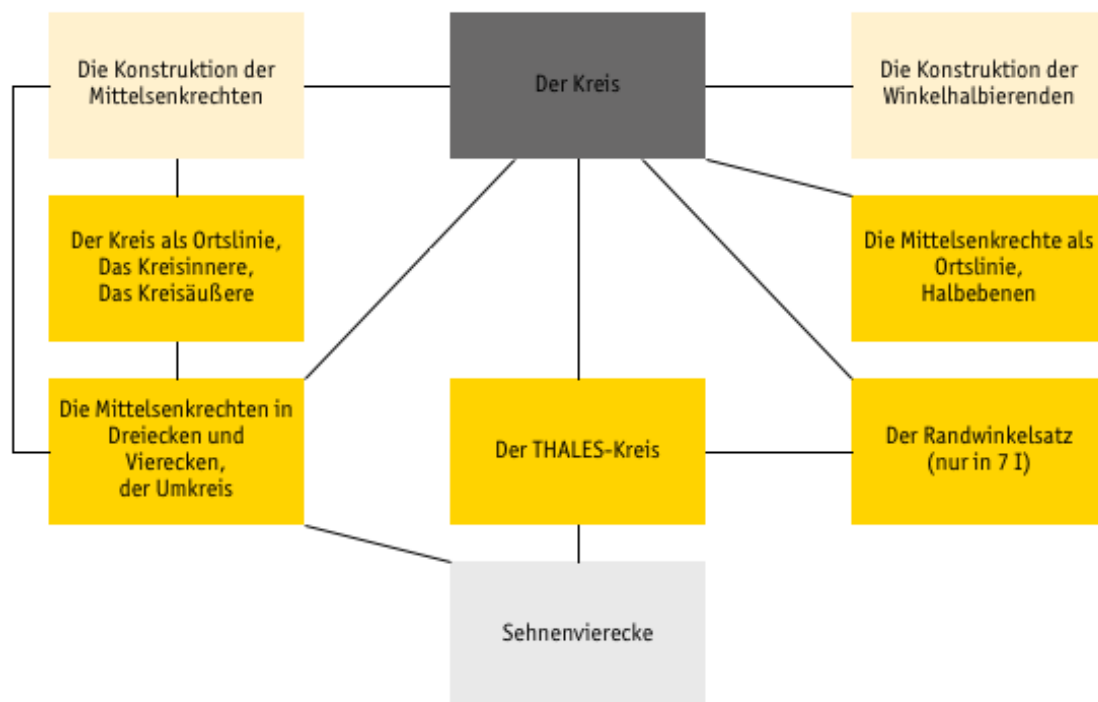 Die Konstruktion der
Mittelsenkrechten
Der Kreis
Die Konstruktion der
Winkelhalbierenden
Der Kreis als Ortslinie,
Das Kreisinnere,
Das Kreisäußere
Die Mittelsenkrechte als
Ortslinie,
Halbebenen
Die Mittelsenkrechten in
Dreiecken und
Vierecken,
der Umkreis
Der THALES-Kreis
Der Randwinkelsatz
(nur in 7 I)
Sehnenvierecke